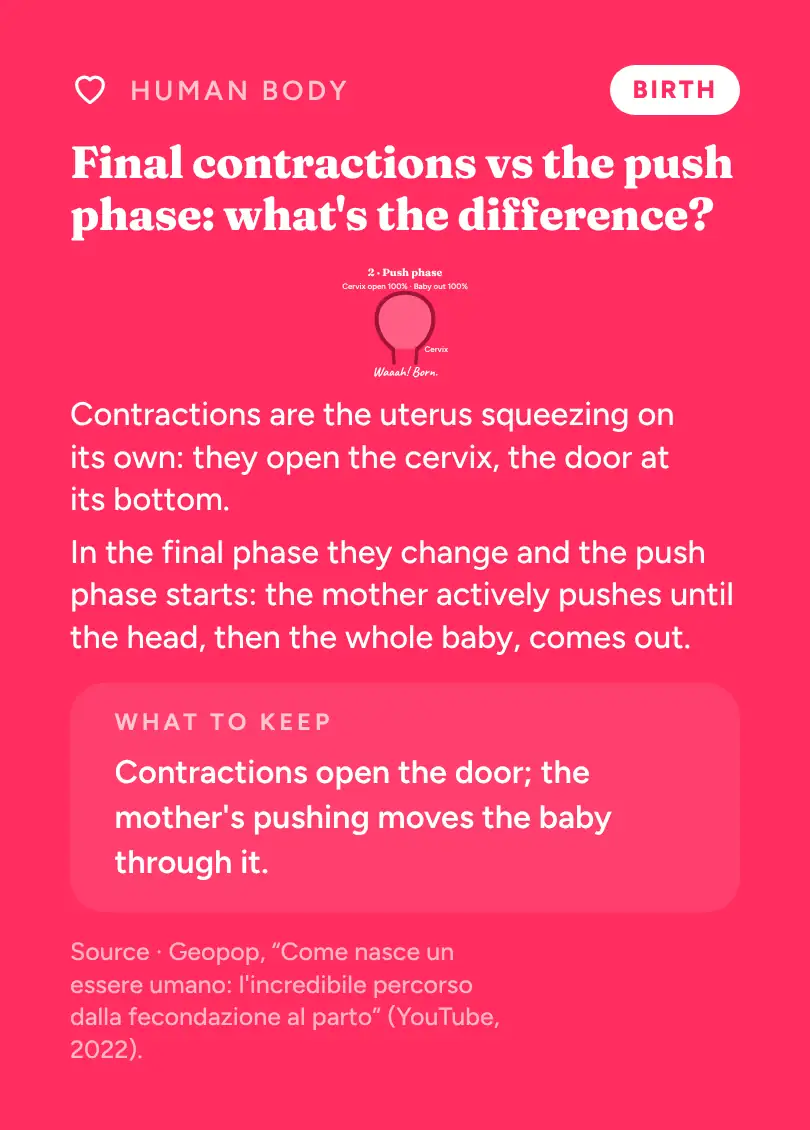 HUMAN BODY
BIRTH
Final contractions vs the push
phase: what's the difference?
2 · Push phase
Cervix open 100% · Baby out 100%
Cervix
Waaah! Born.
Contractions are the uterus squeezing on
its own: they open the cervix, the door at
its bottom.
In the final phase they change and the push
phase starts: the mother actively pushes until
the head, then the whole baby, comes out.
WHAT TO KEEP
Contractions open the door; the
mother's pushing moves the baby
through it.
Source · Geopop, “Come nasce un
essere umano: l'incredibile percorso
dalla fecondazione al parto” (YouTube,
2022).